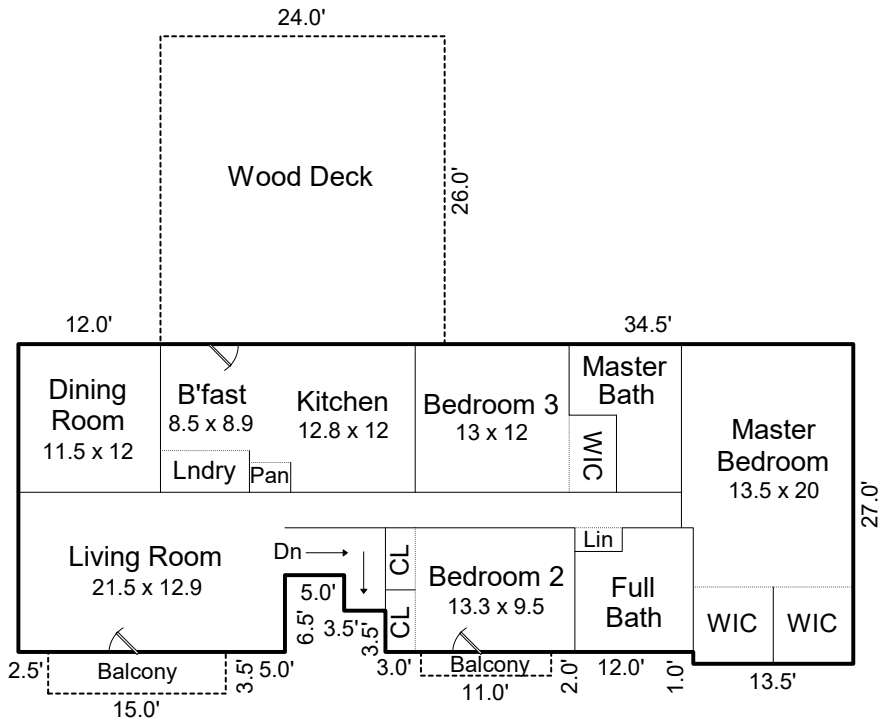 24.0'
Wood Deck
26.0'
12.0'
34.5'
Dining
Room
11.5 x 12
B'fast
8.5 x 8.9
Kitchen
12.8 x 12
Bedroom 3
13 x 12
Master
Bath
WIC
Master
Bedroom
13.5 x 20
27.0'
Lndry
Pan
Living Room
21.5 x 12.9
Dn
CL
CL
Bedroom 2
13.3 x 9.5
Lin
Full
Bath
WIC
WIC
5.0'
6.5'
3.5'
3.5'
2.5'
Balcony
15.0'
3.5'
5.0'
3.0'
Balcony
11.0'
2.0'
12.0'
1.0'
13.5'